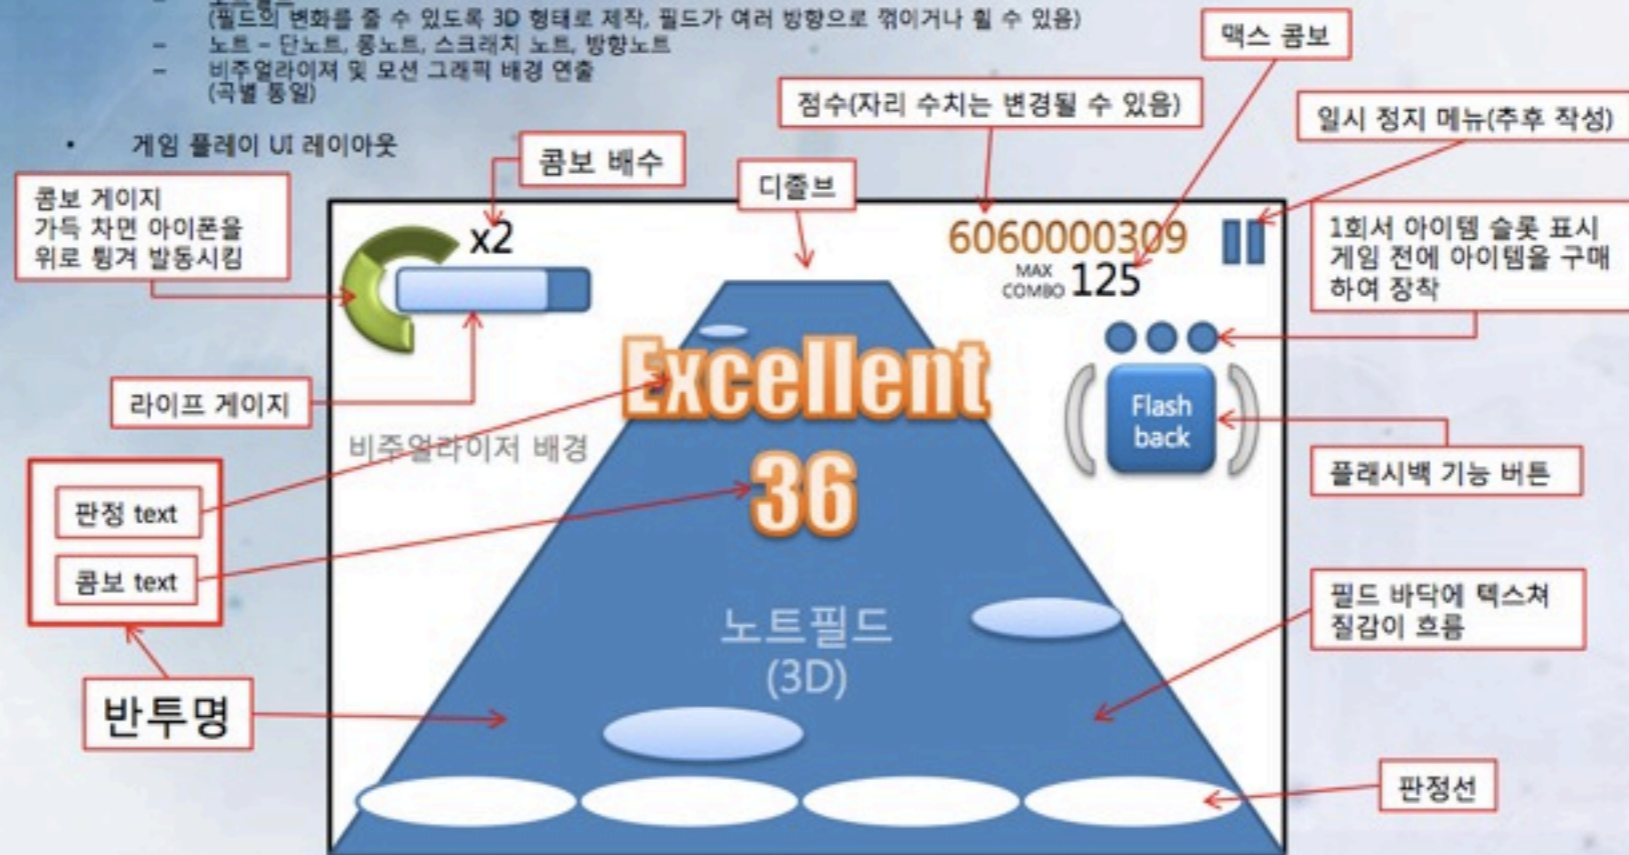 (필드의 변화를 줄 수 있도록 3D 형태로 제작, 필드가 여러 방향으로 꺾이거나 휠 수 있음)
– 노트 – 단노트, 롱노트, 스크래치 노트, 방향노트
– 비주얼라이져 및 모션 그래픽 배경 연출
(곡별 통일)
• 게임 플레이 UI 레이아웃
맥스 콤보
점수(자리 수치는 변경될 수 있음)
일시 정지 메뉴(추후 작성)
콤보 배수
디졸브
콤보 게이지
가득 차면 아이폰을
위로 튕겨 발동시킴
1회서 아이템 슬롯 표시
게임 전에 아이템을 구매
하여 장착
x2
6060000309
MAX
COMBO 125
라이프 게이지
Excellent
Flash
back
비주얼라이저 배경
36
플래시백 기능 버튼
판정 text
콤보 text
노트필드
(3D)
필드 바닥에 텍스쳐
질감이 흐름
반투명
판정선